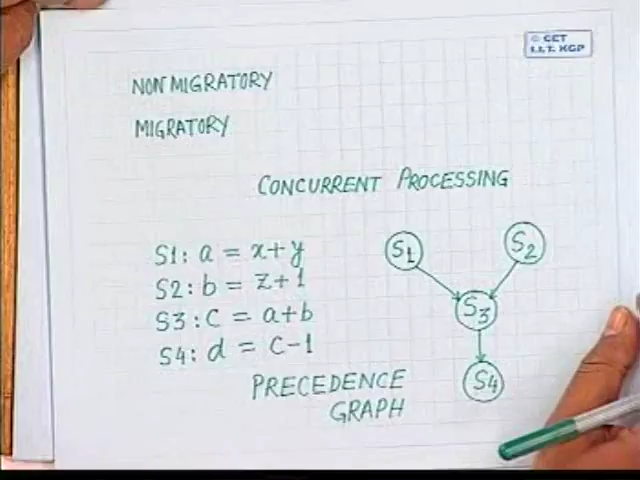 © CET
I.I.T. KGP
NON MIGRATORY
MIGRATORY
CONCURRENT PROCESSING
S1: a = x+y
S2: b = z+1
S3: c = a+b
S4: d = c-1
S1
S2
S3
S4
PRECEDENCE
GRAPH